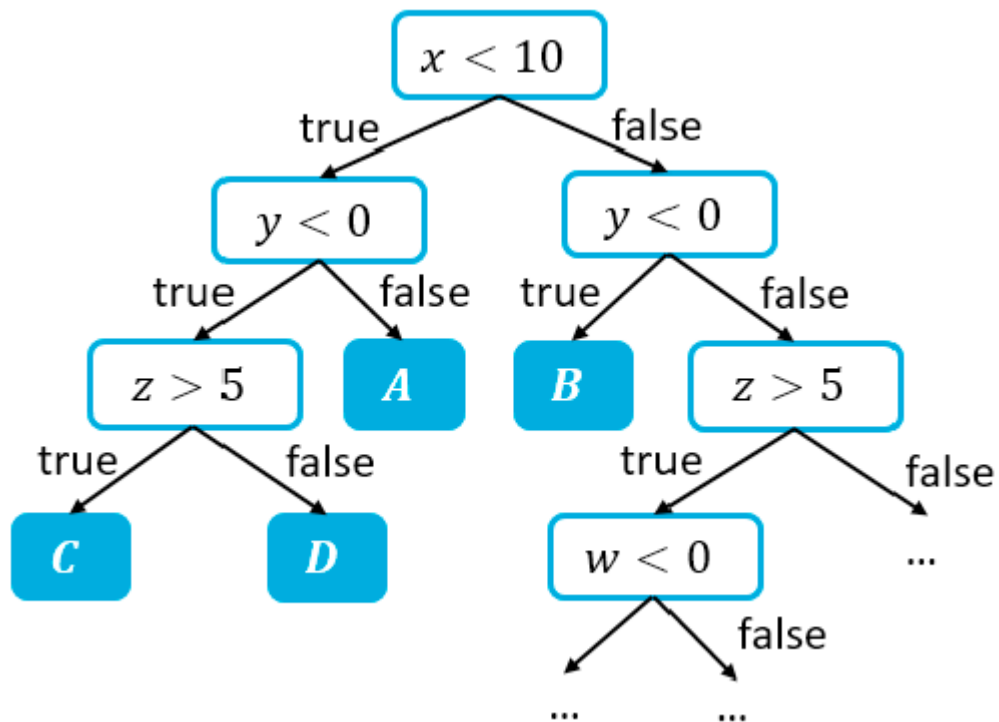 x < 10
true false
y < 0 y < 0
true false true false
z > 5 A B z > 5
true false true false
C D w < 0 ...
false
... ...